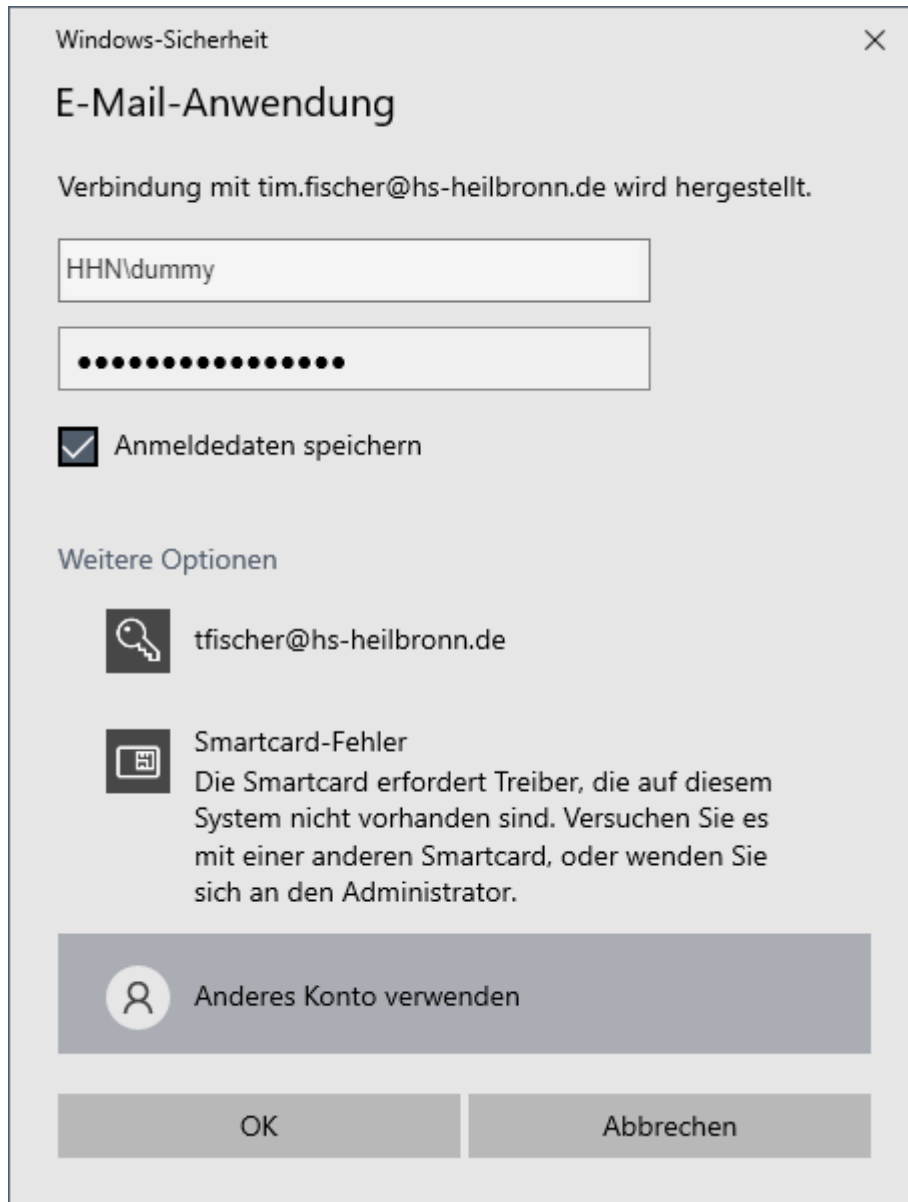 Windows-Sicherheit
E-Mail-Anwendung
Verbindung mit tim.fischer@hs-heilbronn.de wird hergestellt.
HHN\dummy
●●●●●●●●●●●●●●●●●●●
Anmeldedaten speichern
Weitere Optionen
tfischer@hs-heilbronn.de
Smartcard-Fehler
Die Smartcard erfordert Treiber, die auf diesem
System nicht vorhanden sind. Versuchen Sie es
mit einer anderen Smartcard, oder wenden Sie
sich an den Administrator.
Anderes Konto verwenden
OK
Abbrechen